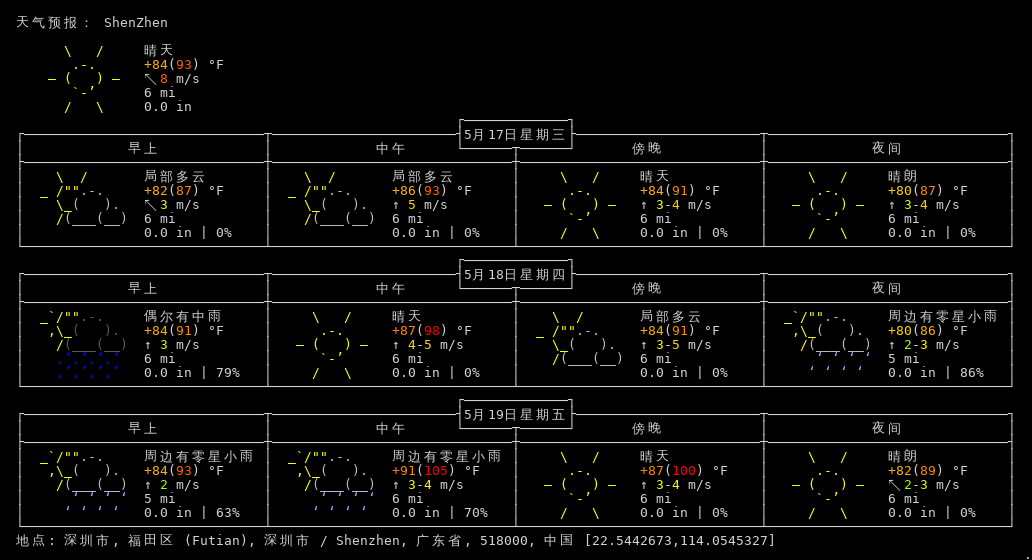 天气预报： ShenZhen
晴天
+84(93) °F
↖8 m/s
6 mi
0.0 in
5月17日星期三
早上 中午 傍晚 夜间
局部多云 局部多云 晴天 晴朗
+82(87) °F +86(93) °F +84(91) °F +80(87) °F
↖3 m/s ↑ 5 m/s ↑ 3-4 m/s ↑ 3-4 m/s
6 mi 6 mi 6 mi 6 mi
0.0 in | 0% 0.0 in | 0% 0.0 in | 0% 0.0 in | 0%
5月18日星期四
早上 中午 傍晚 夜间
偶尔有中雨 晴天 局部多云 周边有零星小雨
+84(91) °F +87(98) °F +84(91) °F +80(86) °F
↑ 3 m/s ↑ 4-5 m/s ↑ 3-5 m/s ↑ 2-3 m/s
6 mi 6 mi 6 mi 5 mi
0.0 in | 79% 0.0 in | 0% 0.0 in | 0% 0.0 in | 86%
5月19日星期五
早上 中午 傍晚 夜间
周边有零星小雨 周边有零星小雨 晴天 晴朗
+84(93) °F +91(105) °F +87(100) °F +82(89) °F
↑ 2 m/s ↑ 3-4 m/s ↑ 3-4 m/s ↖2-3 m/s
5 mi 6 mi 6 mi 6 mi
0.0 in | 63% 0.0 in | 70% 0.0 in | 0% 0.0 in | 0%
地点: 深圳市, 福田区 (Futian), 深圳市 / Shenzhen, 广东省, 518000, 中国 [22.5442673,114.0545327]